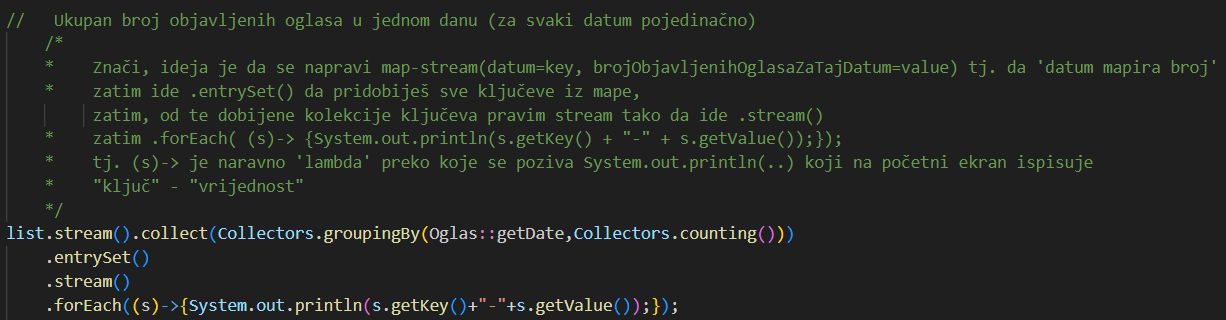 //   Ukupan broj objavljenih oglasa u jednom danu (za svaki datum pojedinačno)
    /*
    *    Znači, ideja je da se napravi map-stream(datum=key, brojObjavljenihOglasaZaTajDatum=value) tj. da 'datum mapira broj'
    *    zatim ide .entrySet() da pridobiješ sve ključeve iz mape,
         zatim, od te dobijene kolekcije ključeva pravim stream tako da ide .stream()
    *    zatim .forEach( (s)-> {System.out.println(s.getKey() + "-" + s.getValue());});
    *    tj. (s)-> je naravno 'lambda' preko koje se poziva System.out.println(..) koji na početni ekran ispisuje
    *    "ključ" - "vrijednost"
    */
list.stream().collect(Collectors.groupingBy(Oglas::getDate,Collectors.counting()))
    .entrySet()
    .stream()
    .forEach((s)->{System.out.println(s.getKey()+"-"+s.getValue());});